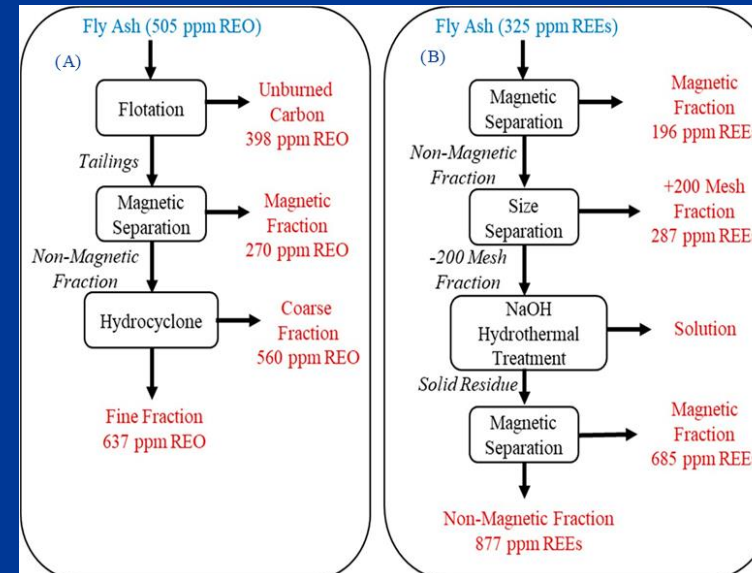 Fly Ash (505 ppm REO)
(A)
Flotation
Unburned
Carbon
398 ppm REO
Tailings
Magnetic
Separation
Magnetic
Fraction
270 ppm REO
Non-Magnetic
Fraction
Hydrocyclone
Coarse
Fraction
560 ppm REO
Fine Fraction
637 ppm REO
Fly Ash (325 ppm REEs)
(B)
Magnetic
Separation
Magnetic
Fraction
196 ppm REE
Non-Magnetic
Fraction
Size
Separation
+200 Mesh
Fraction
287 ppm REE
-200 Mesh
Fraction
NaOH
Hydrothermal
Treatment
Solution
Solid Residue
Magnetic
Separation
Magnetic
Fraction
685 ppm REE
Non-Magnetic Fraction
877 ppm REEs